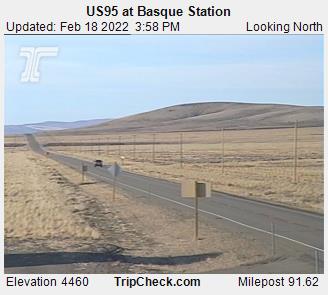 US95 at Basque Station
Updated: Feb 18 2022 3:58 PM Looking North
Elevation 4460 TripCheck.com Milepost 91.62